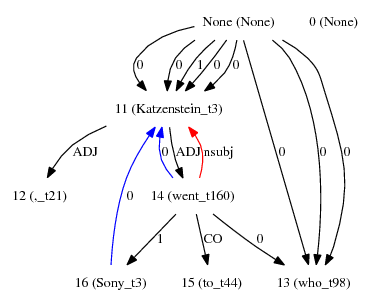 None (None) 0 (None)
0 0 1 0 0
11 (Katzenstein_t3)
ADJ 0 ADJ nsubj 0 0 0
12 (,_t21) 0 14 (went_t160)
1 CO 0
16 (Sony_t3) 15 (to_t44) 13 (who_t98)